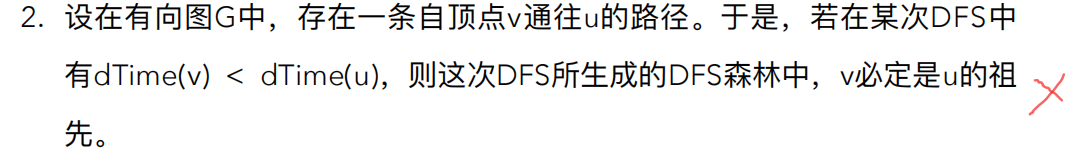 2. 设在有向图G中，存在一条自顶点v通往u的路径。于是，若在某次DFS中
有dTime(v) < dTime(u)，则这次DFS所生成的DFS森林中，v必定是u的祖
先。